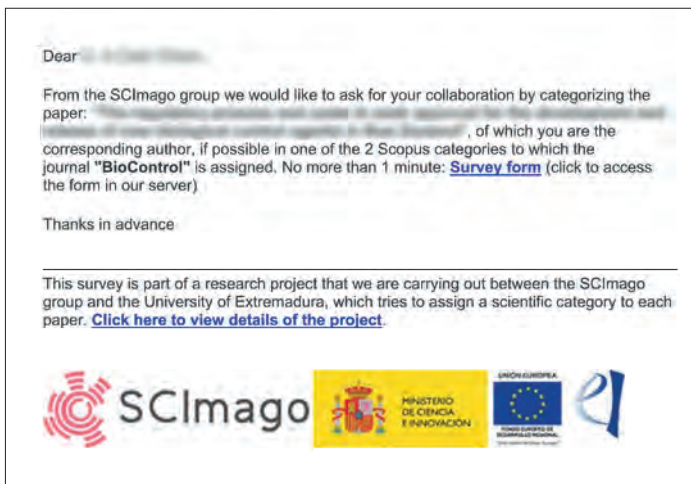 Dear
From the SCImago group we would like to ask for your collaboration by categorizing the
paper:
, of which you are the
corresponding author, if possible in one of the 2 Scopus categories to which the
journal "BioControl" is assigned. No more than 1 minute: Survey form (click to access
the form in our server)
Thanks in advance
This survey is part of a research project that we are carrying out between the SCImago
group and the University of Extremadura, which tries to assign a scientific category to each
paper. Click here to view details of the project.
SCImago
MINISTERIO
DE CIENCIA
E INNOVACIÓN
UNIÓN EUROPEA
FONDO EUROPEO DE
DESARROLLO REGIONAL